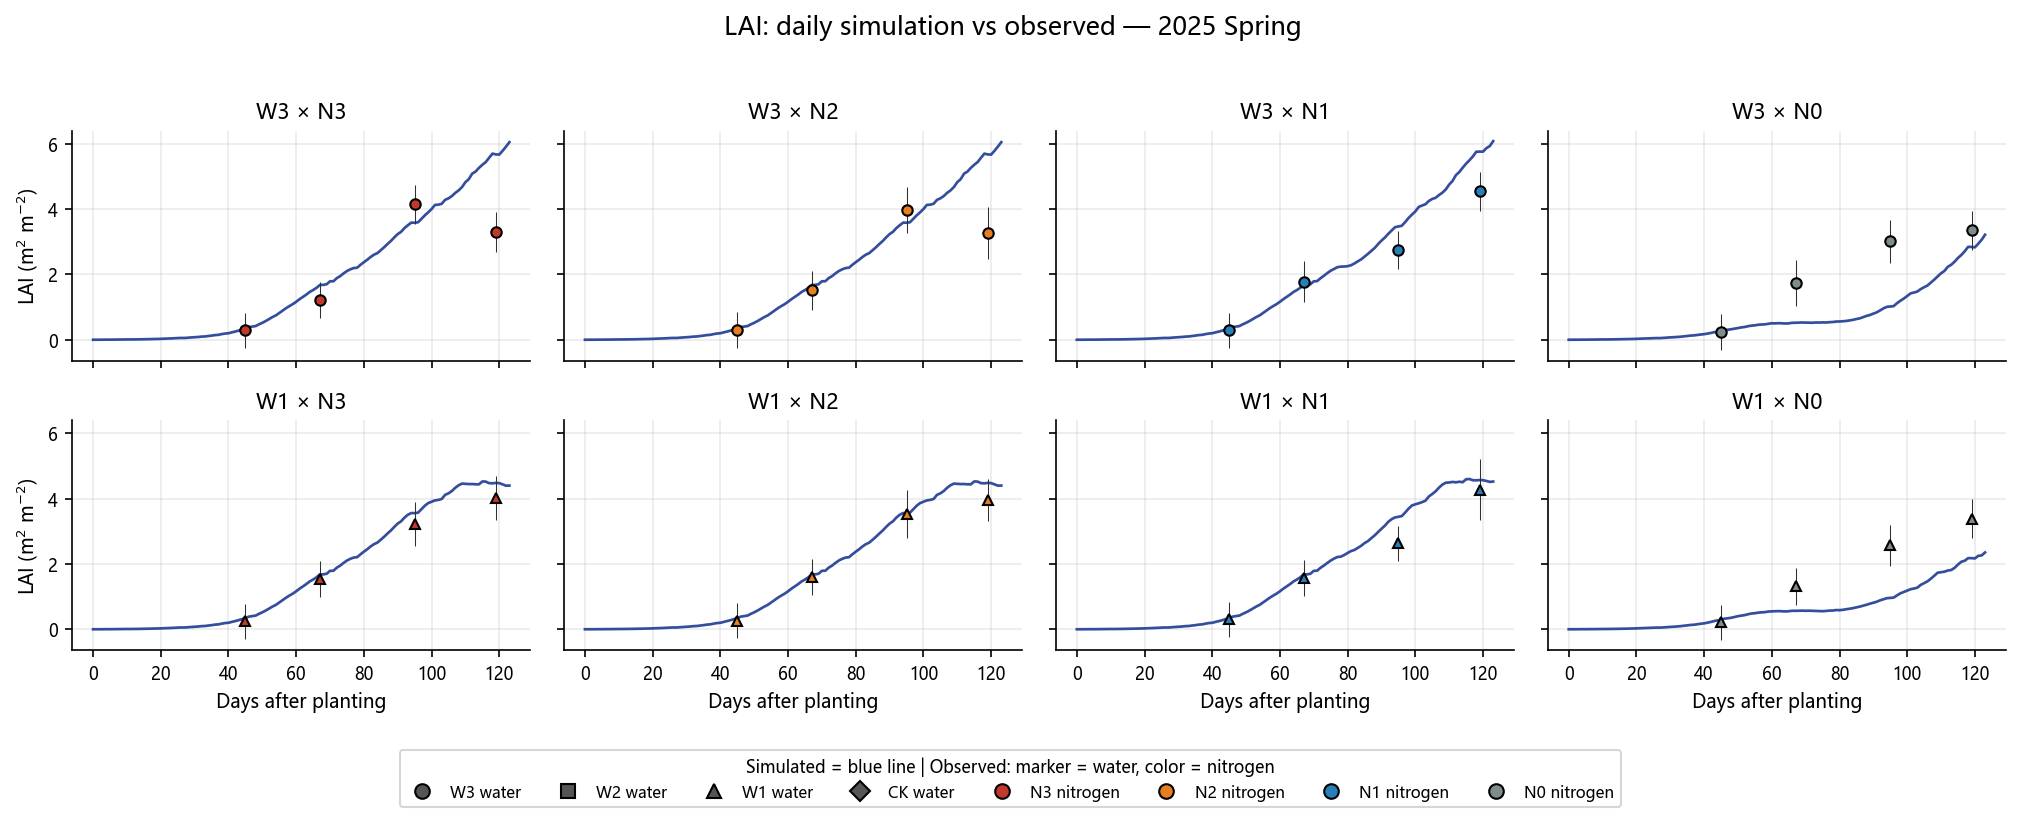 LAI: daily simulation vs observed — 2025 Spring
W3 × N3
W3 × N2
W3 × N1
W3 × N0
LAI (m² m⁻²)
6
4
2
0
W1 × N3
W1 × N2
W1 × N1
W1 × N0
LAI (m² m⁻²)
6
4
2
0
0 20 40 60 80 100 120
0 20 40 60 80 100 120
0 20 40 60 80 100 120
0 20 40 60 80 100 120
Days after planting
Days after planting
Days after planting
Days after planting
Simulated = blue line | Observed: marker = water, color = nitrogen
W3 water W2 water W1 water CK water N3 nitrogen N2 nitrogen N1 nitrogen N0 nitrogen